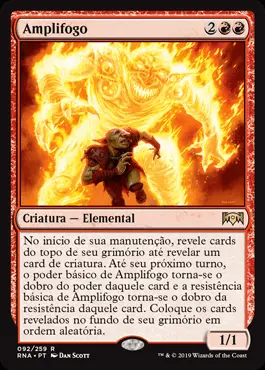 Amplifogo 2
Criatura — Elemental
No início de sua manutenção, revele cards
do topo de seu grimório até revelar um
card de criatura. Até seu próximo turno,
o poder básico de Amplifogo torna-se o
dobro do poder daquele card e a resistência
básica de Amplifogo torna-se o dobro da
resistência daquele card. Coloque os cards
revelados no fundo de seu grimório em
ordem aleatória.
1/1
092/259 R
RNA • PT DAN SCOTT
™ & © 2019 Wizards of the Coast